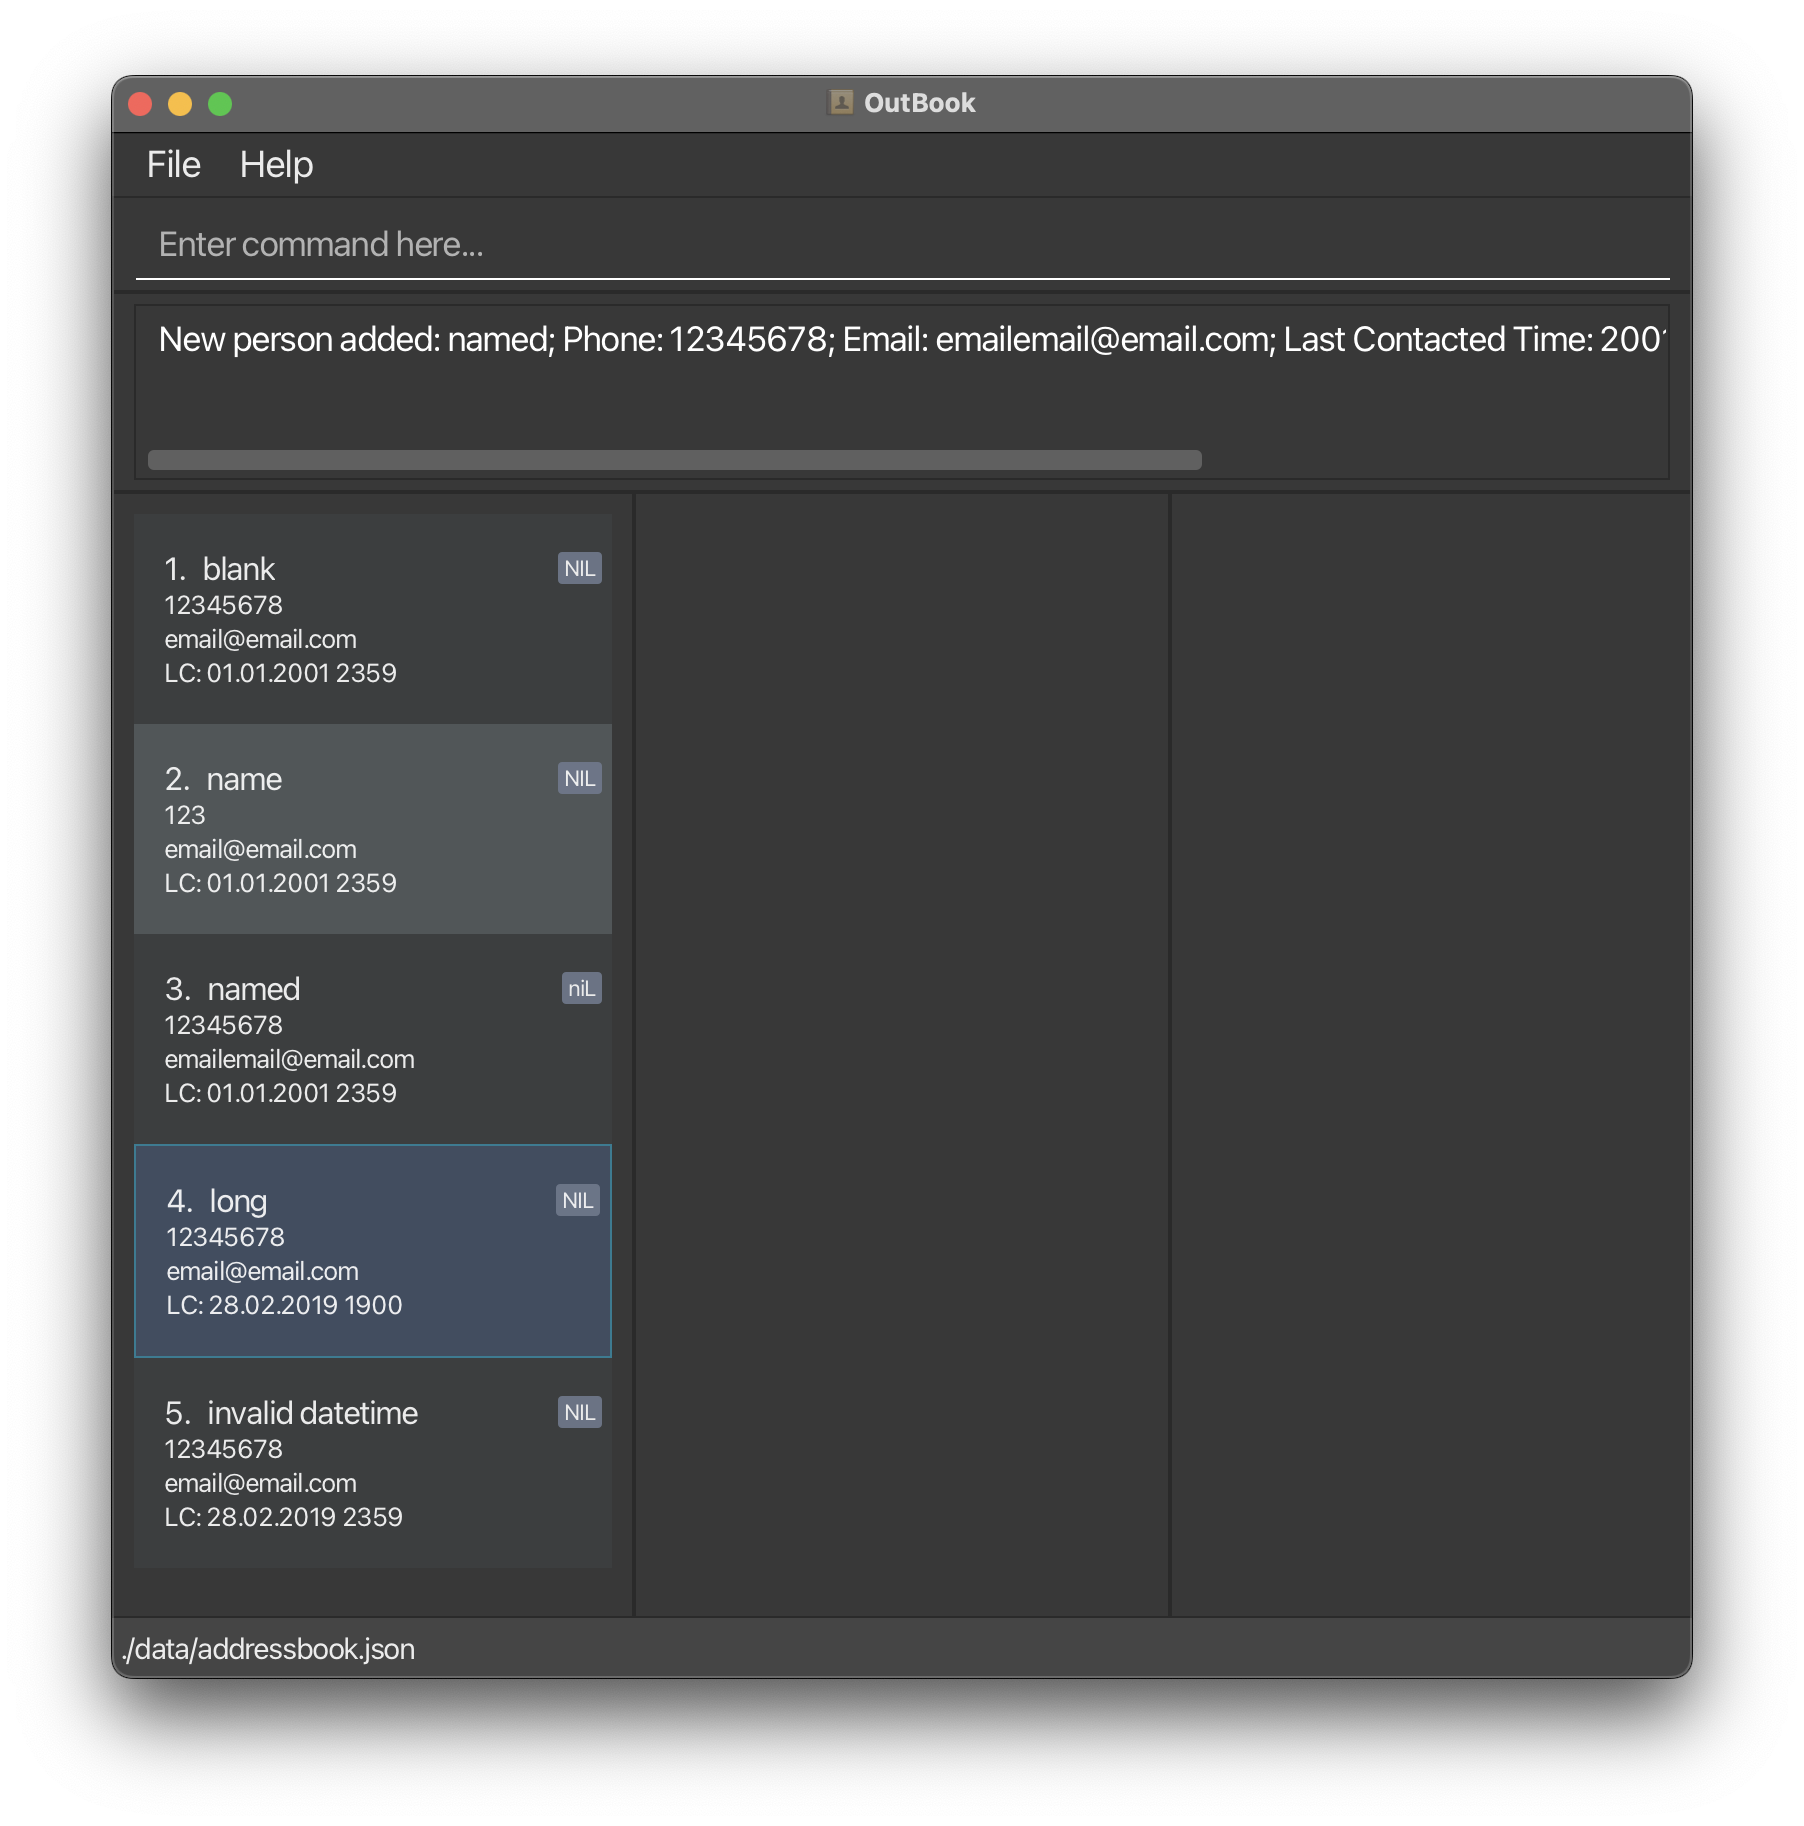 OutBook
File Help
Enter command here...
New person added: named; Phone: 12345678; Email: emailemail@email.com; Last Contacted Time: 200
1. blank NIL
12345678
email@email.com
LC: 01.01.2001 2359
2. name NIL
123
email@email.com
LC: 01.01.2001 2359
3. named niL
12345678
emailemail@email.com
LC: 01.01.2001 2359
4. long NIL
12345678
email@email.com
LC: 28.02.2019 1900
5. invalid datetime NIL
12345678
email@email.com
LC: 28.02.2019 2359
./data/addressbook.json